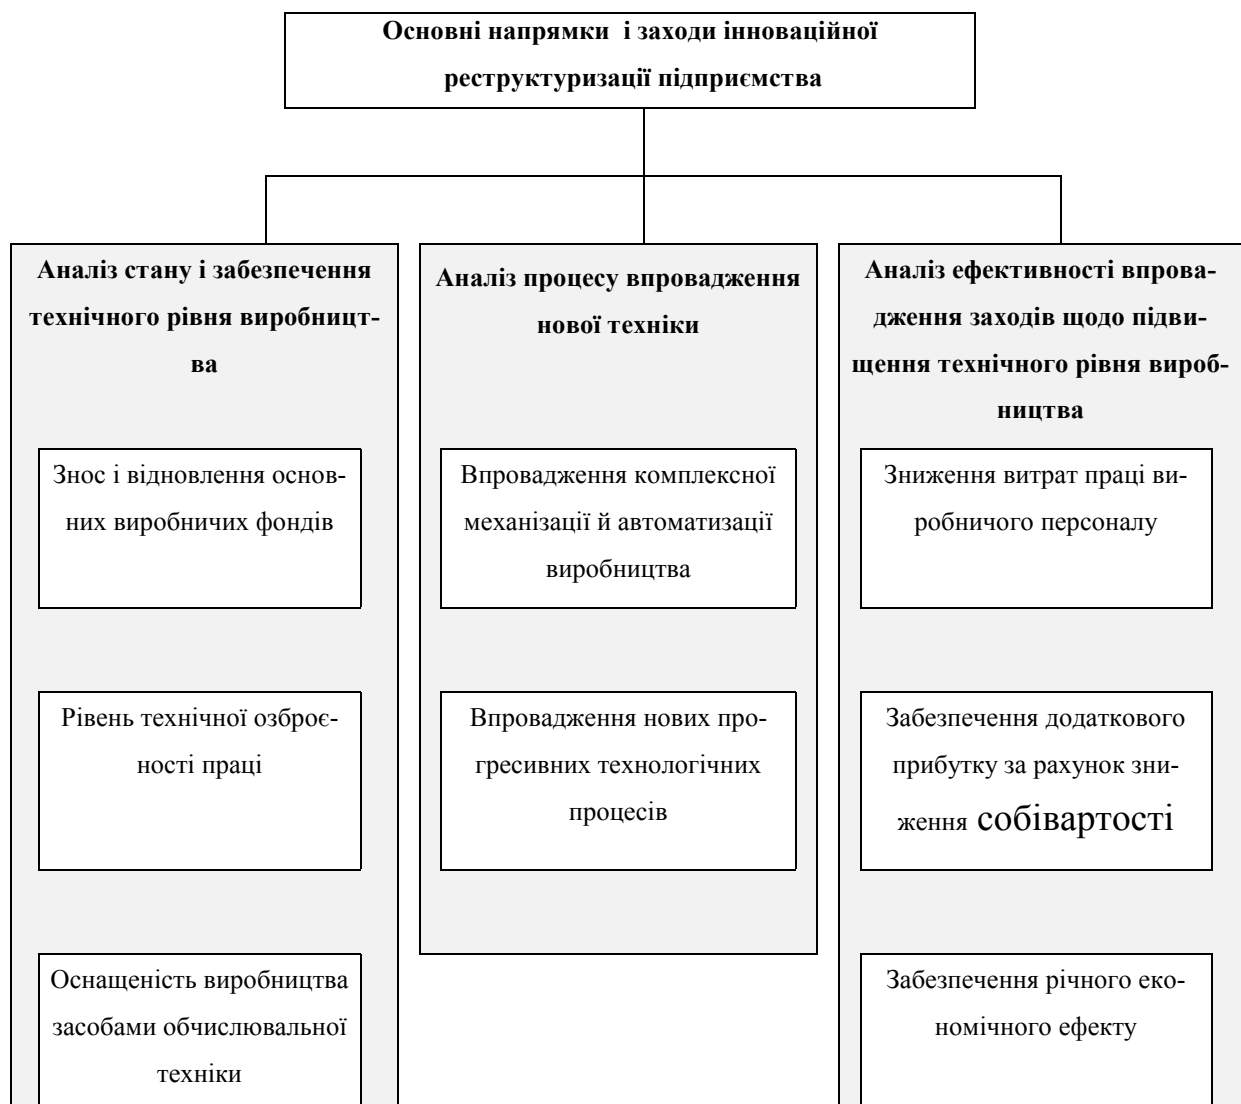 Основні напрямки і заходи інноваційної
реструктуризації підприємства
Аналіз стану і забезпечення
технічного рівня виробницт-
ва
Знос і відновлення основ-
них виробничих фондів
Рівень технічної озброє-
ності праці
Оснащеність виробництва
засобами обчислювальної
техніки
Аналіз процесу впровадження
нової техніки
Впровадження комплексної
механізації й автоматизації
виробництва
Впровадження нових про-
гресивних технологічних
процесів
Аналіз ефективності впрова-
дження заходів щодо підви-
щення технічного рівня вироб-
ництва
Зниження витрат праці ви-
робничого персоналу
Забезпечення додаткового
прибутку за рахунок зни-
ження собівартості
Забезпечення річного еко-
номічного ефекту